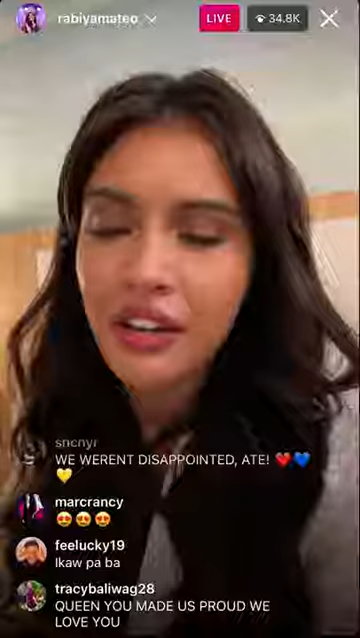 rabiyamateo
LIVE 34.8K
sncnyr
WE WERENT DISAPPOINTED, ATE! ❤️💙
💛
marcrancy
😍😍😍
feelucky19
Ikaw pa ba
tracybaliwag28
QUEEN YOU MADE US PROUD WE
LOVE YOU